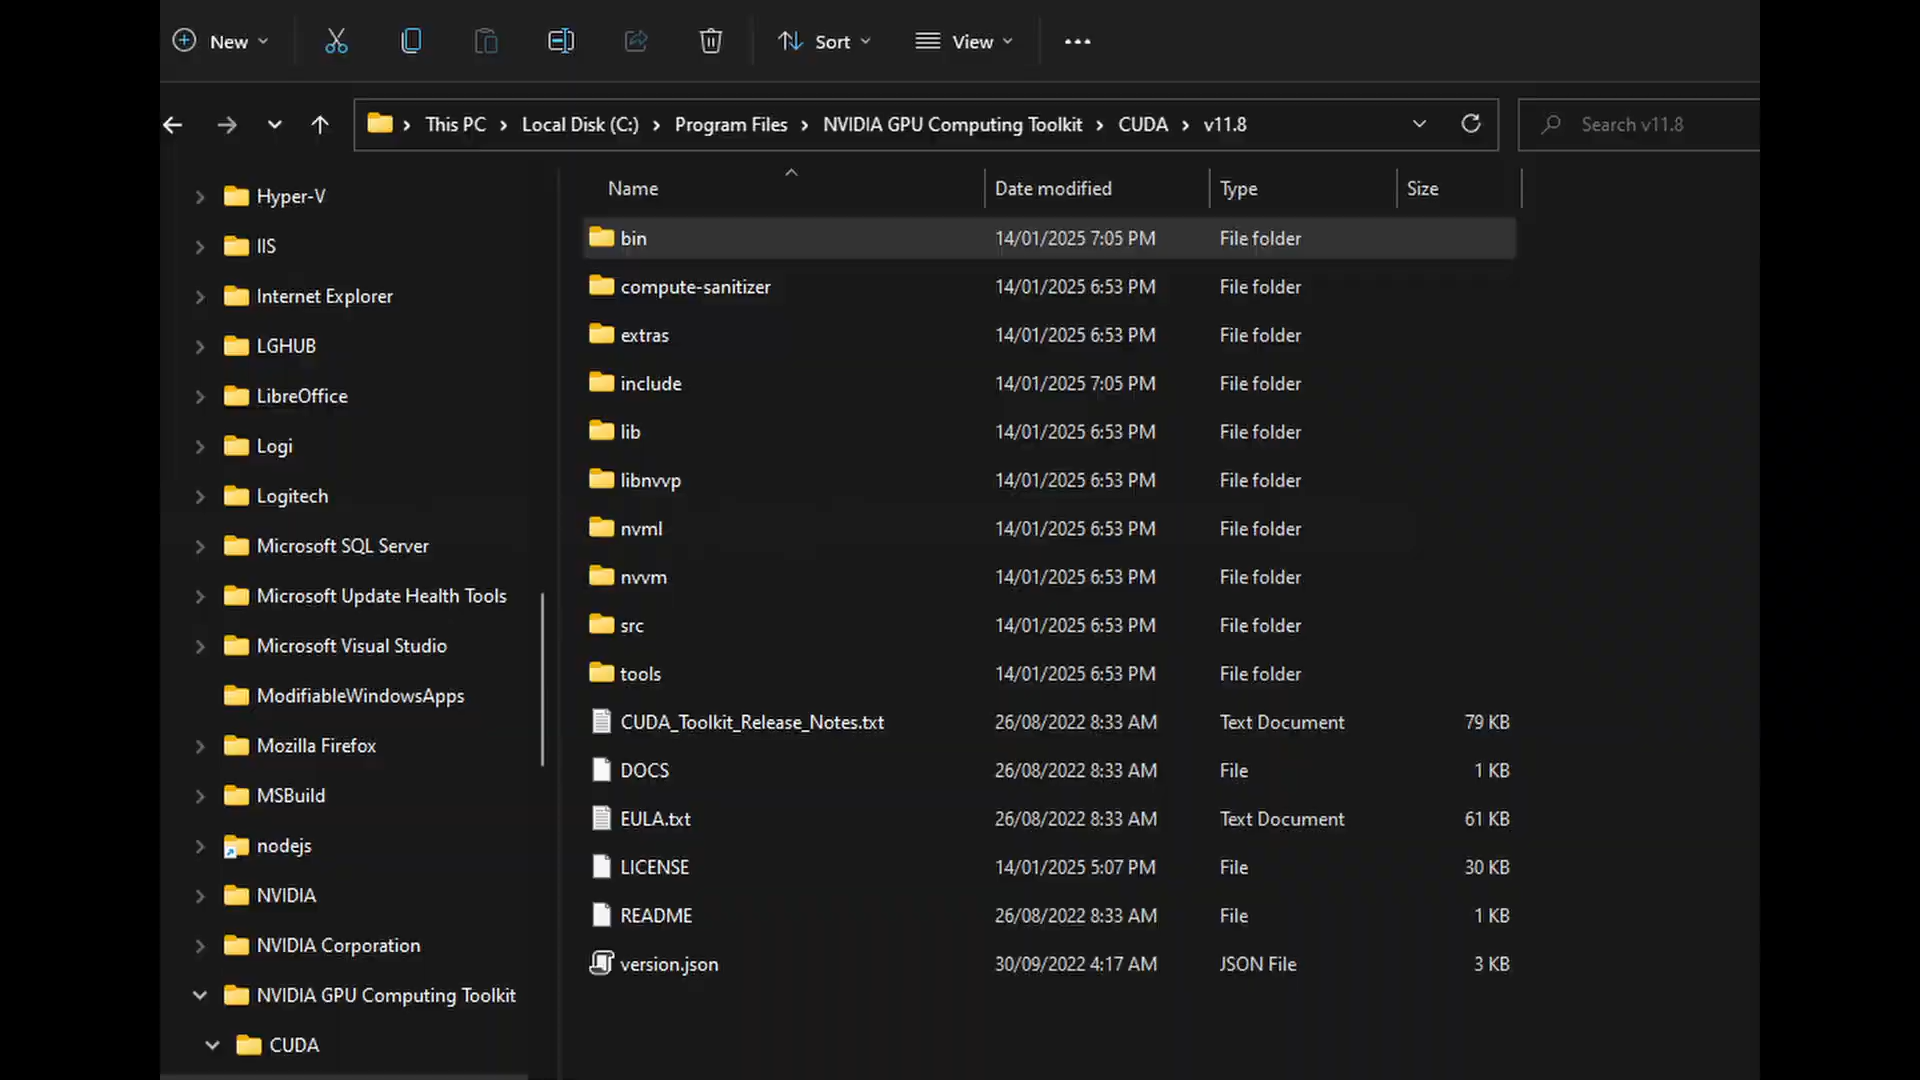 New Sort View
This PC Local Disk (C:) Program Files NVIDIA GPU Computing Toolkit CUDA v11.8 Search v11.8
Hyper-V
IIS
Internet Explorer
LGHUB
LibreOffice
Logi
Logitech
Microsoft SQL Server
Microsoft Update Health Tools
Microsoft Visual Studio
ModifiableWindowsApps
Mozilla Firefox
MSBuild
nodejs
NVIDIA
NVIDIA Corporation
NVIDIA GPU Computing Toolkit
CUDA
Name Date modified Type Size
bin 14/01/2025 7:05 PM File folder
compute-sanitizer 14/01/2025 6:53 PM File folder
extras 14/01/2025 6:53 PM File folder
include 14/01/2025 7:05 PM File folder
lib 14/01/2025 6:53 PM File folder
libnvvp 14/01/2025 6:53 PM File folder
nvml 14/01/2025 6:53 PM File folder
nvvm 14/01/2025 6:53 PM File folder
src 14/01/2025 6:53 PM File folder
tools 14/01/2025 6:53 PM File folder
CUDA_Toolkit_Release_Notes.txt 26/08/2022 8:33 AM Text Document 79 KB
DOCS 26/08/2022 8:33 AM File 1 KB
EULA.txt 26/08/2022 8:33 AM Text Document 61 KB
LICENSE 14/01/2025 5:07 PM File 30 KB
README 26/08/2022 8:33 AM File 1 KB
version.json 30/09/2022 4:17 AM JSON File 3 KB